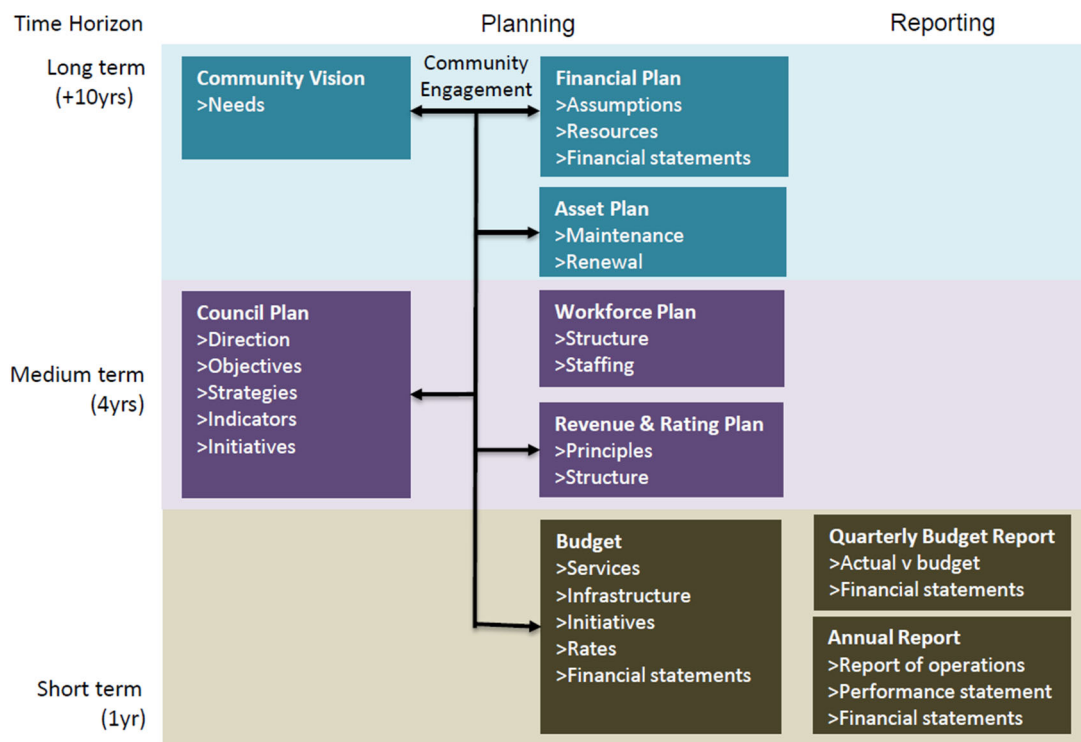 Time Horizon
Planning
Reporting
Long term
(+10yrs)
Community Vision
>Needs
Community
Engagement
Financial Plan
>Assumptions
>Resources
>Financial statements
Asset Plan
>Maintenance
>Renewal
Medium term
(4yrs)
Council Plan
>Direction
>Objectives
>Strategies
>Indicators
>Initiatives
Workforce Plan
>Structure
>Staffing
Revenue & Rating Plan
>Principles
>Structure
Short term
(1yr)
Budget
>Services
>Infrastructure
>Initiatives
>Rates
>Financial statements
Quarterly Budget Report
>Actual v budget
>Financial statements
Annual Report
>Report of operations
>Performance statement
>Financial statements